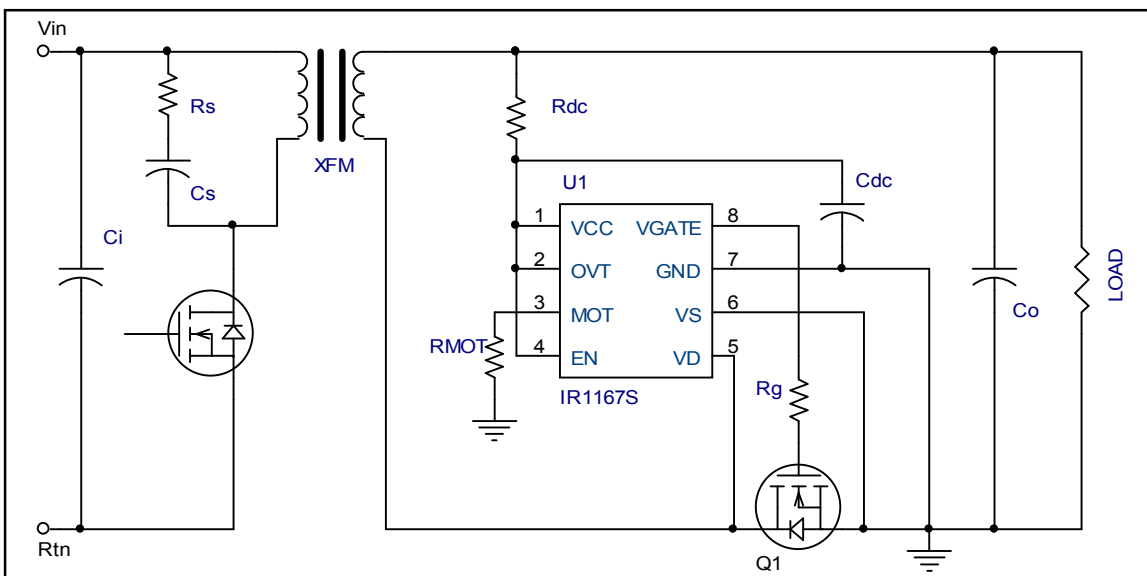 Vin
Rs
Cs
Ci
Rtn
XFM
Rdc
Cdc
U1
1 VCC VGATE 8
2 OVT GND 7
3 MOT VS 6
4 EN VD 5
IR1167S
RMOT
Rg
Q1
Co
LOAD